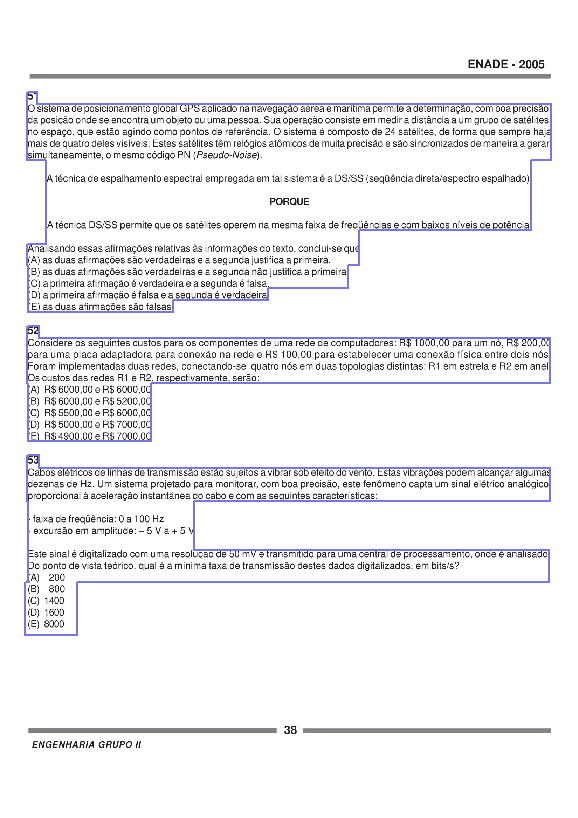 ENADE - 2005
5
O sistema de posicionamento global GPS aplicado na navegação aérea e marítima permite a determinação, com boa precisão
da posição onde se encontra um objeto ou uma pessoa. Sua operação consiste em medir a distância a um grupo de satélites
no espaço, que estão agindo como pontos de referência. O sistema é composto de 24 satélites, de forma que sempre haja
mais de quatro deles visíveis. Estes satélites têm relógios atômicos de muita precisão e são sincronizados de maneira a gerar
simultaneamente, o mesmo código PN (Pseudo-Noise).
A técnica de espalhamento espectral empregada em tal sistema é a DS/SS (seqüência direta/espectro espalhado)
PORQUE
A técnica DS/SS permite que os satélites operem na mesma faixa de freqüências e com baixos níveis de potência
Analisando essas afirmações relativas às informações do texto, conclui-se que
(A) as duas afirmações são verdadeiras e a segunda justifica a primeira.
(B) as duas afirmações são verdadeiras e a segunda não justifica a primeira
(C) a primeira afirmação é verdadeira e a segunda é falsa.
(D) a primeira afirmação é falsa e a segunda é verdadeira
(E) as duas afirmações são falsas
52
Considere os seguintes custos para os componentes de uma rede de computadores: R$ 1000,00 para um nó, R$ 200,00
para uma placa adaptadora para conexão na rede e R$ 100,00 para estabelecer uma conexão física entre dois nós
Foram implementadas duas redes, conectando-se quatro nós em duas topologias distintas: R1 em estrela e R2 em anel
Os custos das redes R1 e R2, respectivamente, serão:
(A) R$ 6000,00 e R$ 6000,00
(B) R$ 6000,00 e R$ 5200,00
(C) R$ 5500,00 e R$ 6000,00
(D) R$ 5000,00 e R$ 7000,00
(E) R$ 4900,00 e R$ 7000,00
53
Cabos elétricos de linhas de transmissão estão sujeitos a vibrar sob efeito do vento. Estas vibrações podem alcançar algumas
dezenas de Hz. Um sistema projetado para monitorar, com boa precisão, este fenômeno capta um sinal elétrico analógico
proporcional à aceleração instantânea do cabo e com as seguintes características:
- faixa de freqüência: 0 a 100 Hz
- excursão em amplitude: – 5 V a + 5 V
Este sinal é digitalizado com uma resolução de 50 mV e transmitido para uma central de processamento, onde é analisado
Do ponto de vista teórico, qual é a mínima taxa de transmissão destes dados digitalizados, em bits/s?
(A) 200
(B) 800
(C) 1400
(D) 1600
(E) 8000
38
ENGENHARIA GRUPO II